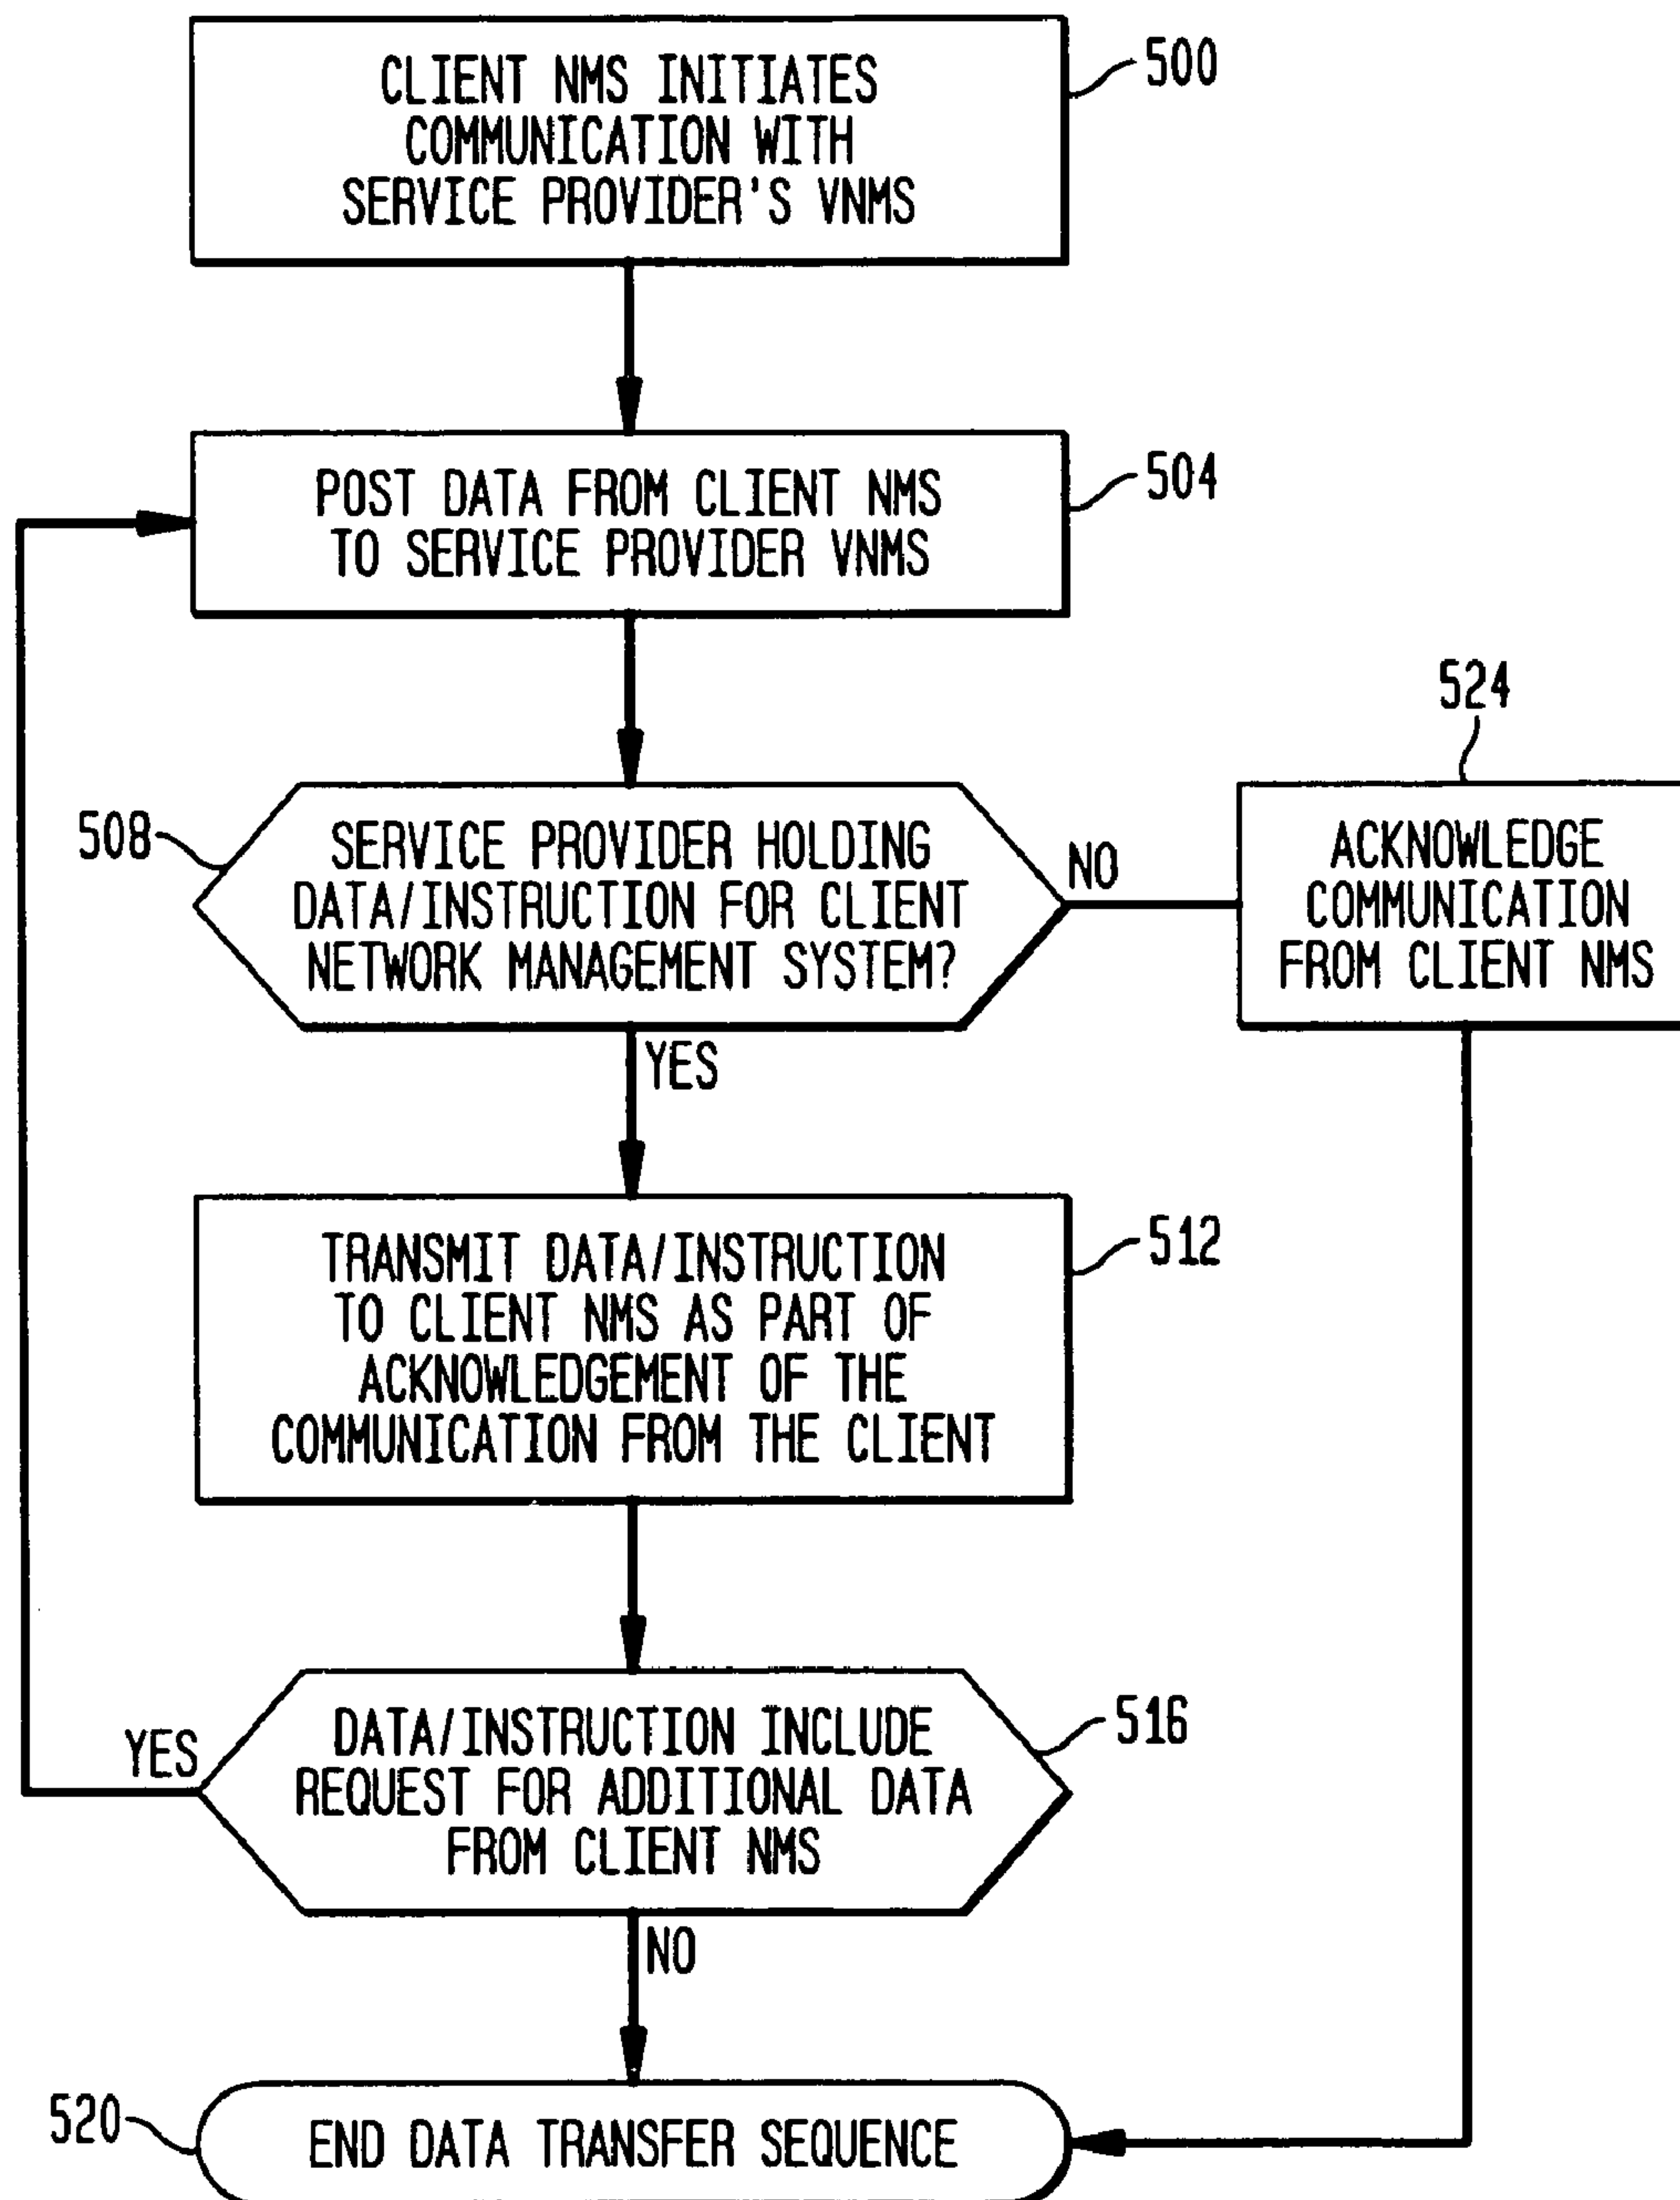 CLIENT NMS INITIATES
COMMUNICATION WITH
SERVICE PROVIDER'S VNMS
500
POST DATA FROM CLIENT NMS
TO SERVICE PROVIDER VNMS
504
508
SERVICE PROVIDER HOLDING
DATA/INSTRUCTION FOR CLIENT
NETWORK MANAGEMENT SYSTEM?
NO
524
ACKNOWLEDGE
COMMUNICATION
FROM CLIENT NMS
YES
TRANSMIT DATA/INSTRUCTION
TO CLIENT NMS AS PART OF
ACKNOWLEDGEMENT OF THE
COMMUNICATION FROM THE CLIENT
512
YES
DATA/INSTRUCTION INCLUDE
REQUEST FOR ADDITIONAL DATA
FROM CLIENT NMS
516
NO
520
END DATA TRANSFER SEQUENCE